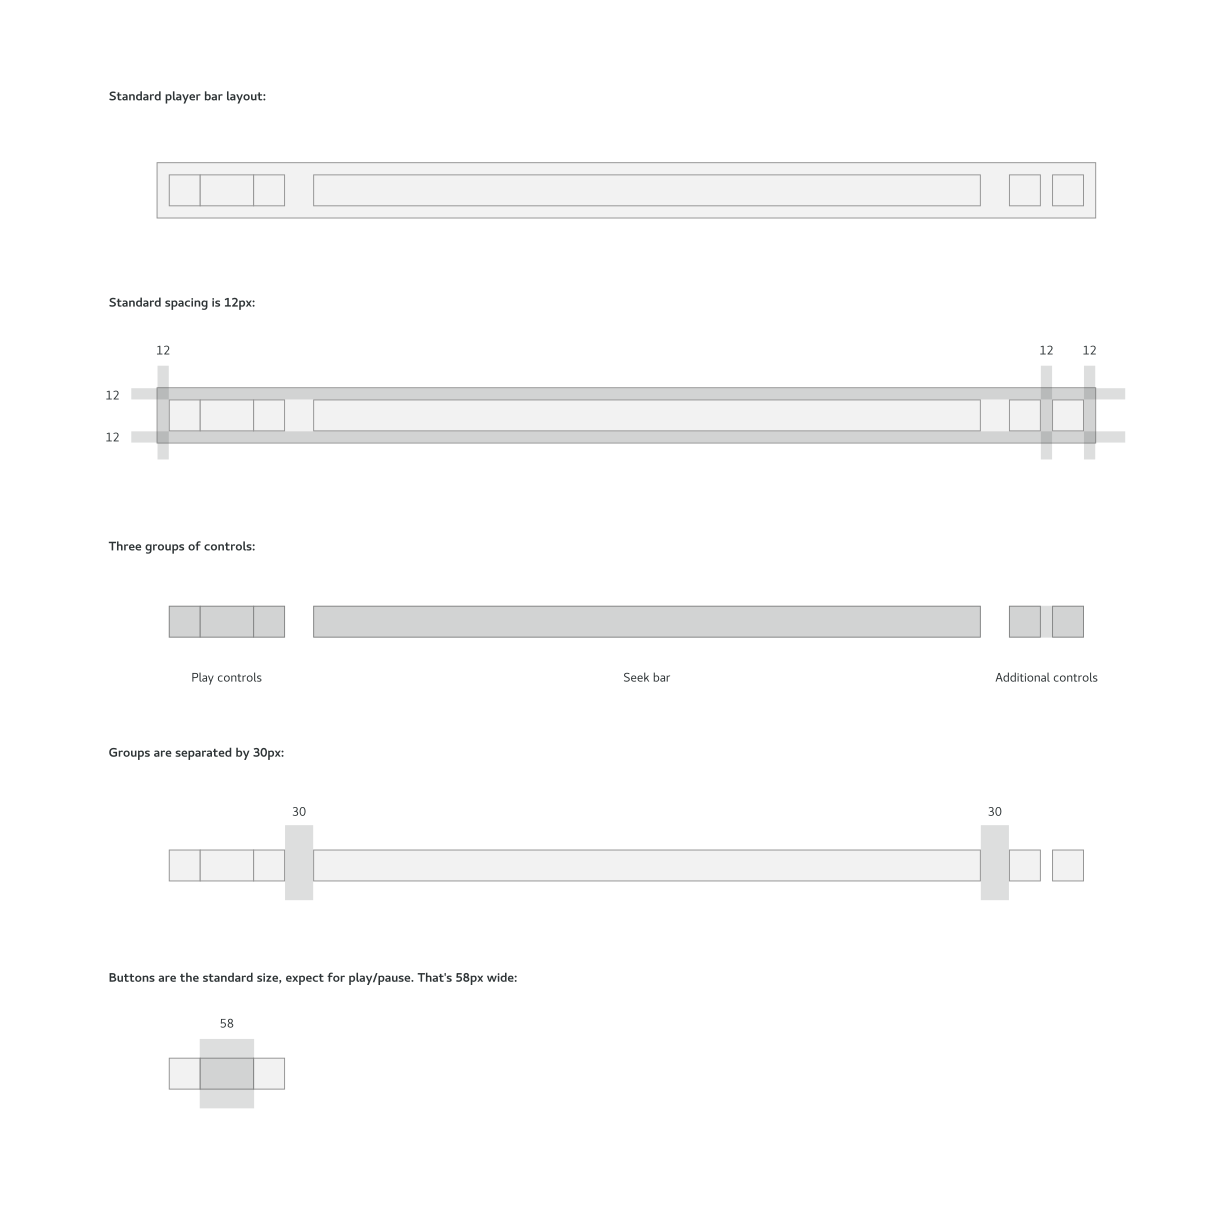 Standard player bar layout:
Standard spacing is 12px:
12
12
12
12
12
Three groups of controls:
Play controls
Seek bar
Additional controls
Groups are separated by 30px:
30
30
Buttons are the standard size, expect for play/pause. That's 58px wide:
58